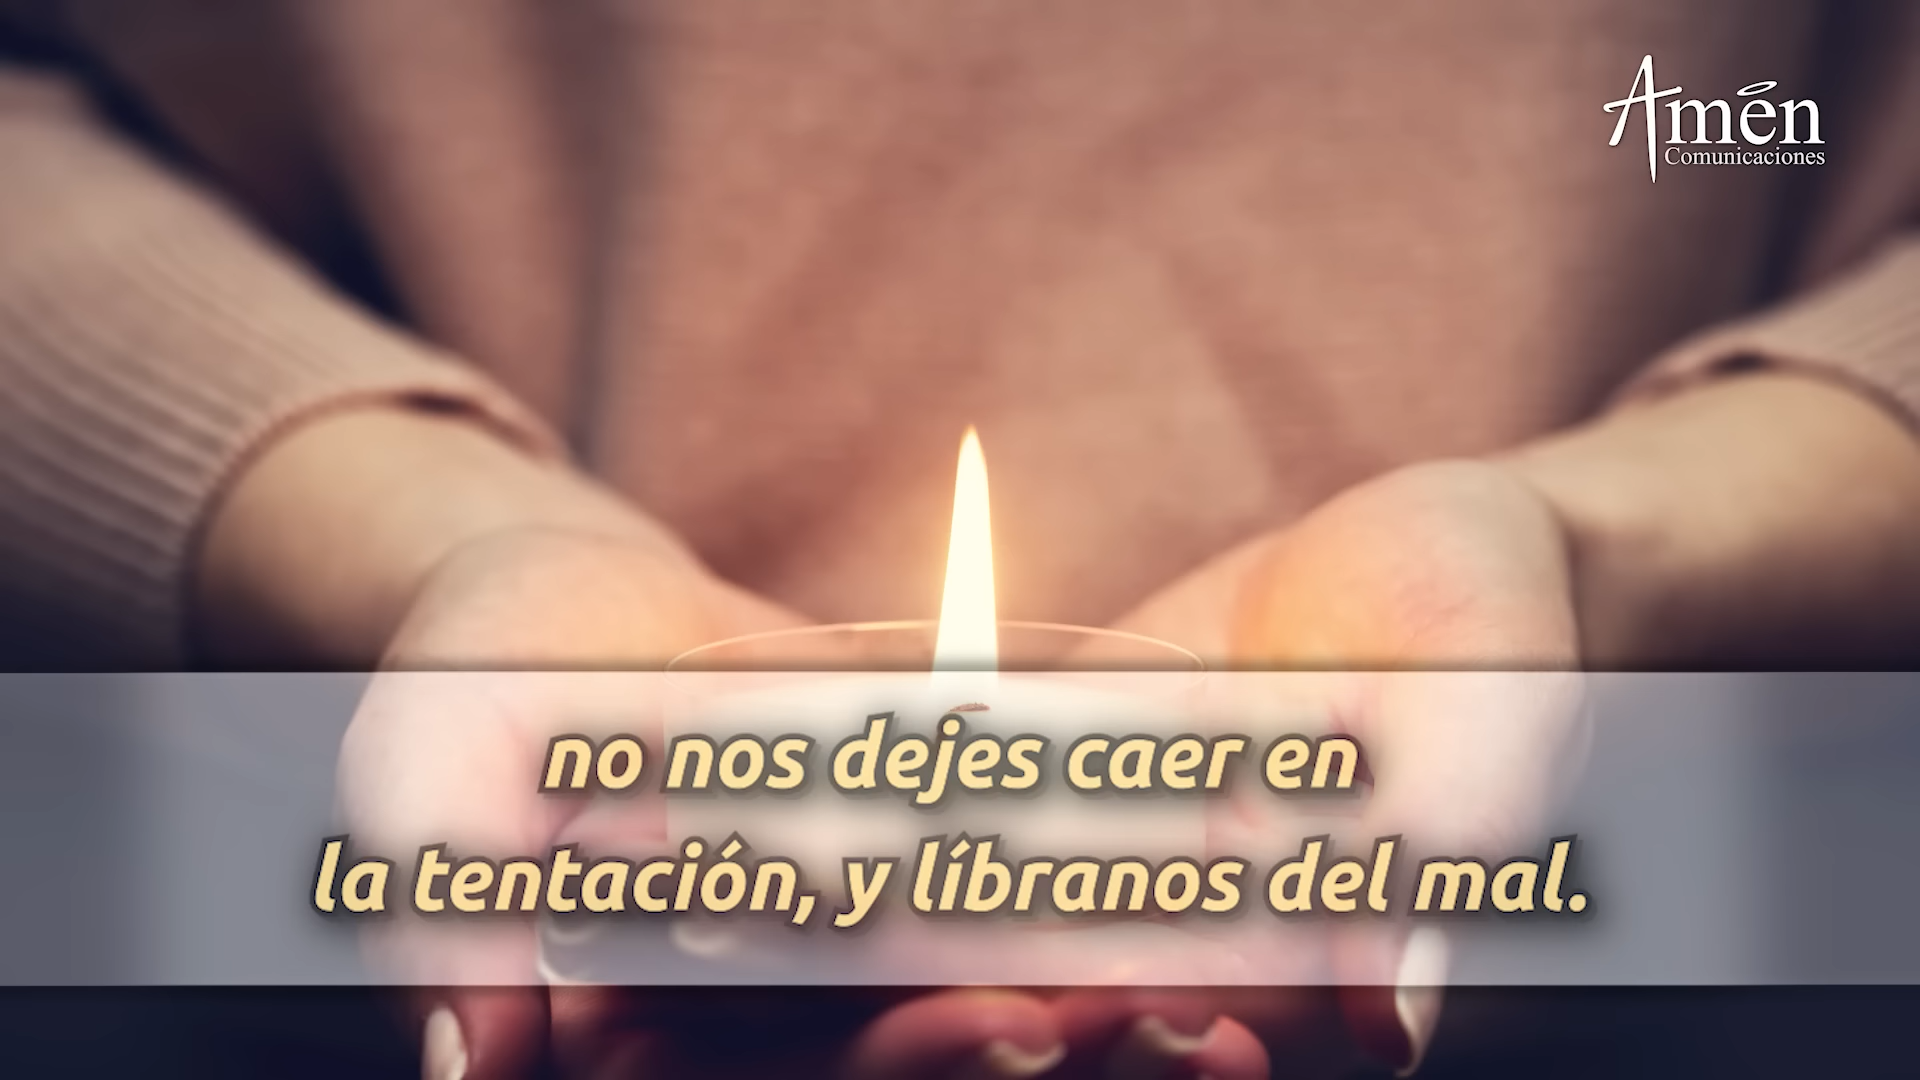 Amén
Comunicaciones
no nos dejes caer en
la tentación, y líbranos del mal.